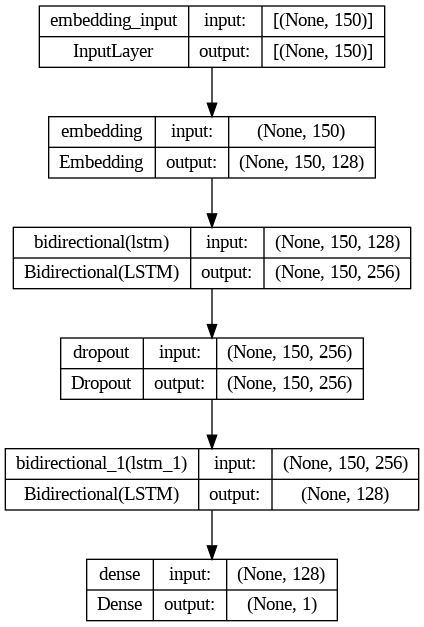 embedding_input input: [(None, 150)]
InputLayer output: [(None, 150)]
embedding input: (None, 150)
Embedding output: (None, 150, 128)
bidirectional(lstm) input: (None, 150, 128)
Bidirectional(LSTM) output: (None, 150, 256)
dropout input: (None, 150, 256)
Dropout output: (None, 150, 256)
bidirectional_1(lstm_1) input: (None, 150, 256)
Bidirectional(LSTM) output: (None, 128)
dense input: (None, 128)
Dense output: (None, 1)